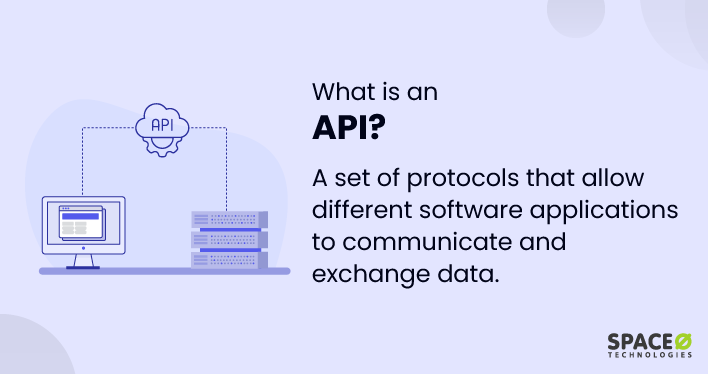 What is an
API?
A set of protocols that allow
different software applications
to communicate and
exchange data.
API
SPACEØ
TECHNOLOGIES